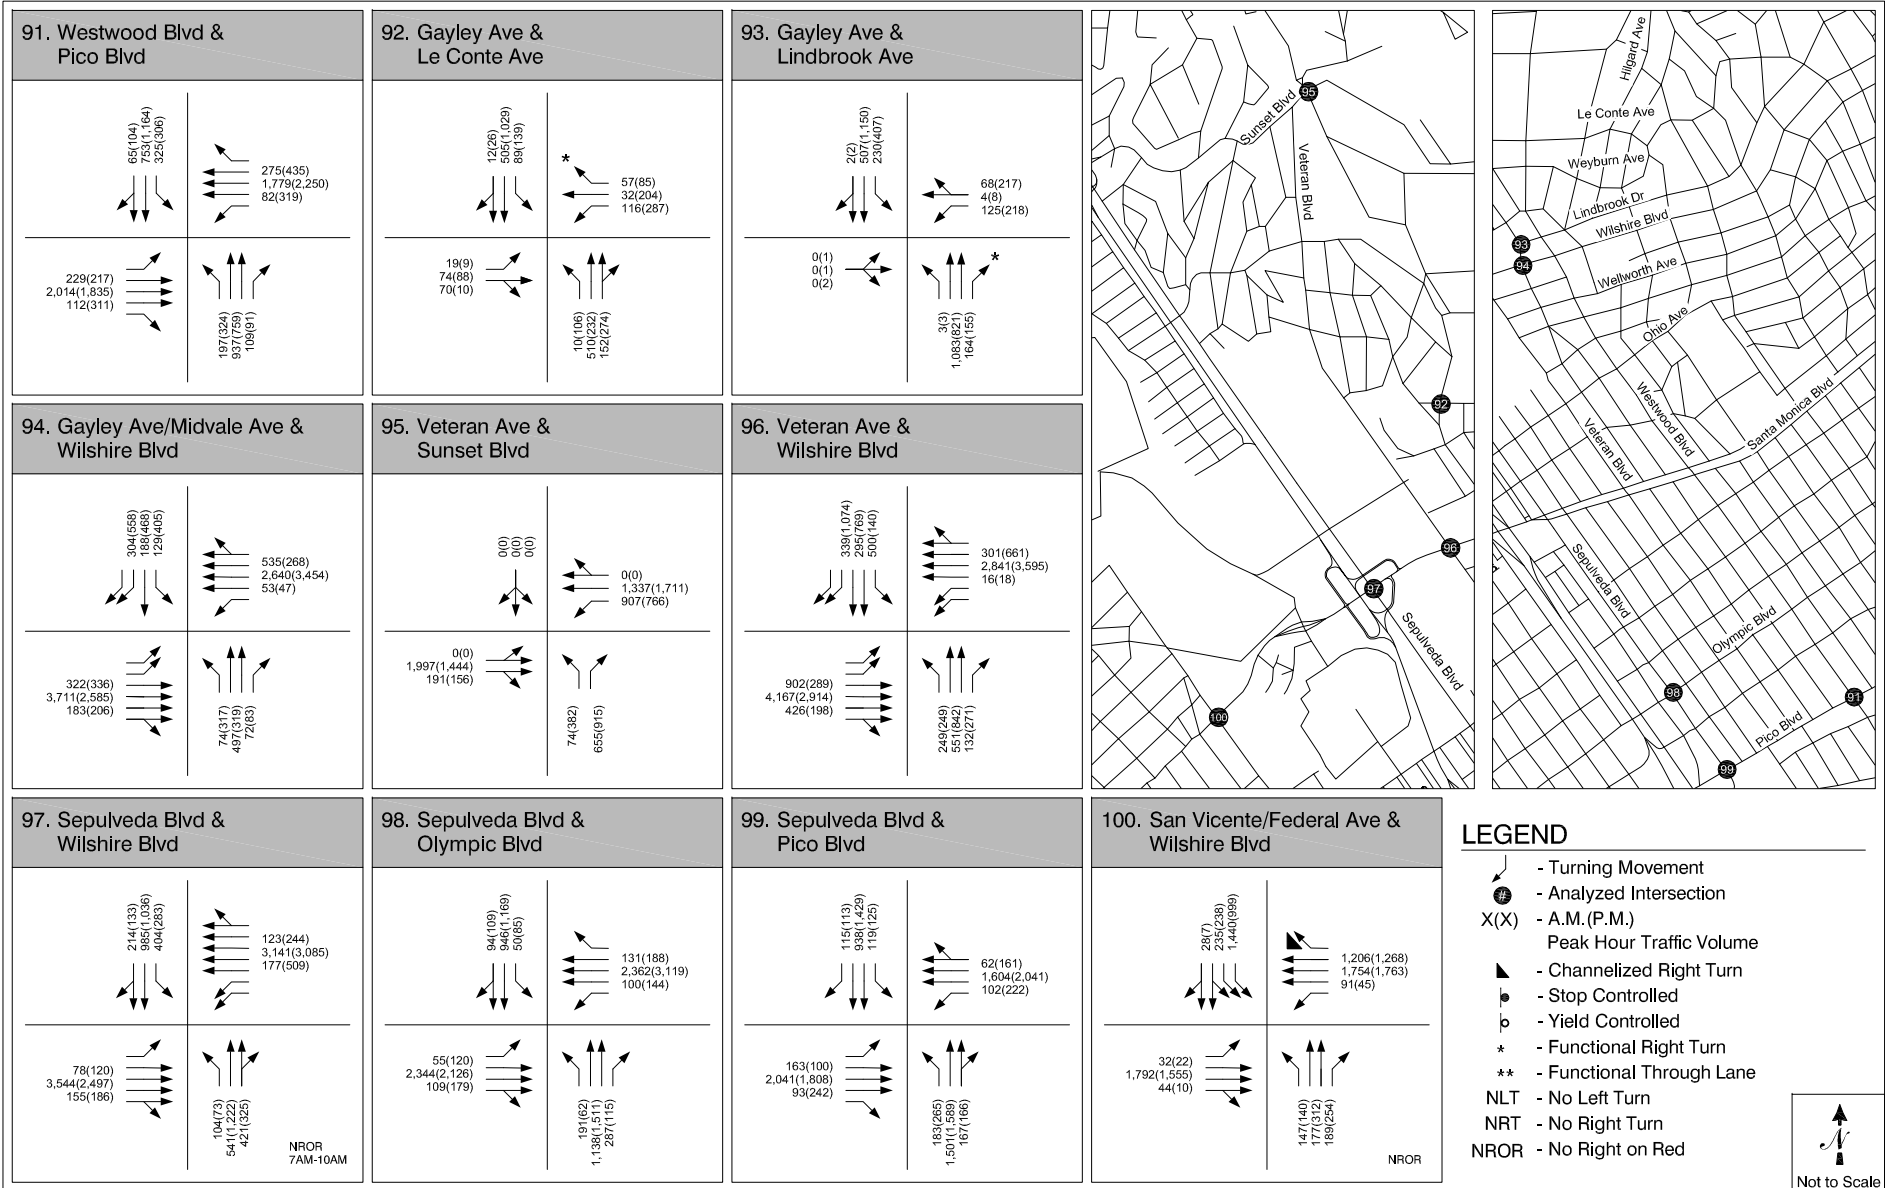 91. Westwood Blvd &
Pico Blvd
65(104)
753(1,164)
325(306)
275(435)
1,779(2,250)
82(319)
229(217)
2,014(1,835)
112(311)
197(324)
937(759)
109(91)
92. Gayley Ave &
Le Conte Ave
12(26)
505(1,029)
89(139)
*
57(85)
32(204)
116(287)
19(9)
74(88)
70(10)
10(106)
510(232)
152(274)
93. Gayley Ave &
Lindbrook Ave
2(2)
507(1,150)
230(407)
68(217)
4(8)
125(218)
0(1)
0(1)
0(2)
*
3(3)
1,083(821)
164(155)
94. Gayley Ave/Midvale Ave &
Wilshire Blvd
304(558)
188(468)
129(405)
535(268)
2,640(3,454)
53(47)
322(336)
3,711(2,585)
183(206)
74(317)
497(319)
72(83)
95. Veteran Ave &
Sunset Blvd
0(0)
0(0)
0(0)
0(0)
1,337(1,711)
907(766)
0(0)
1,997(1,444)
191(156)
74(382)
655(915)
96. Veteran Ave &
Wilshire Blvd
339(1,074)
295(769)
500(140)
301(661)
2,841(3,595)
16(18)
902(289)
4,167(2,914)
426(198)
249(249)
551(842)
132(271)
97. Sepulveda Blvd &
Wilshire Blvd
214(133)
985(1,036)
404(283)
123(244)
3,141(3,085)
177(509)
78(120)
3,544(2,497)
155(186)
104(73)
541(1,222)
421(325)
NROR
7AM-10AM
98. Sepulveda Blvd &
Olympic Blvd
94(109)
946(1,169)
50(85)
131(188)
2,362(3,119)
100(144)
55(120)
2,344(2,126)
109(179)
191(62)
1,138(1,511)
287(115)
99. Sepulveda Blvd &
Pico Blvd
115(113)
938(1,429)
119(125)
62(161)
1,604(2,041)
102(222)
163(100)
2,041(1,808)
93(242)
183(265)
1,501(1,589)
167(166)
100. San Vicente/Federal Ave &
Wilshire Blvd
28(7)
235(238)
1,440(999)
1,206(1,268)
1,754(1,763)
91(45)
32(22)
1,792(1,555)
44(10)
147(140)
177(312)
189(254)
NROR
95
Sunset Blvd
Veteran Blvd
92
96
97
Sepulveda Blvd
100
Hilgard Ave
Le Conte Ave
Weyburn Ave
Lindbrook Dr
Wilshire Blvd
93
94
Wellworth Ave
Ohio Ave
Westwood Blvd
Santa Monica Blvd
Veteran Blvd
Sepulveda Blvd
Olympic Blvd
98
91
Pico Blvd
99
LEGEND
- Turning Movement
# - Analyzed Intersection
X(X) - A.M.(P.M.)
Peak Hour Traffic Volume
- Channelized Right Turn
- Stop Controlled
- Yield Controlled
* - Functional Right Turn
** - Functional Through Lane
NLT - No Left Turn
NRT - No Right Turn
NROR - No Right on Red
N
Not to Scale